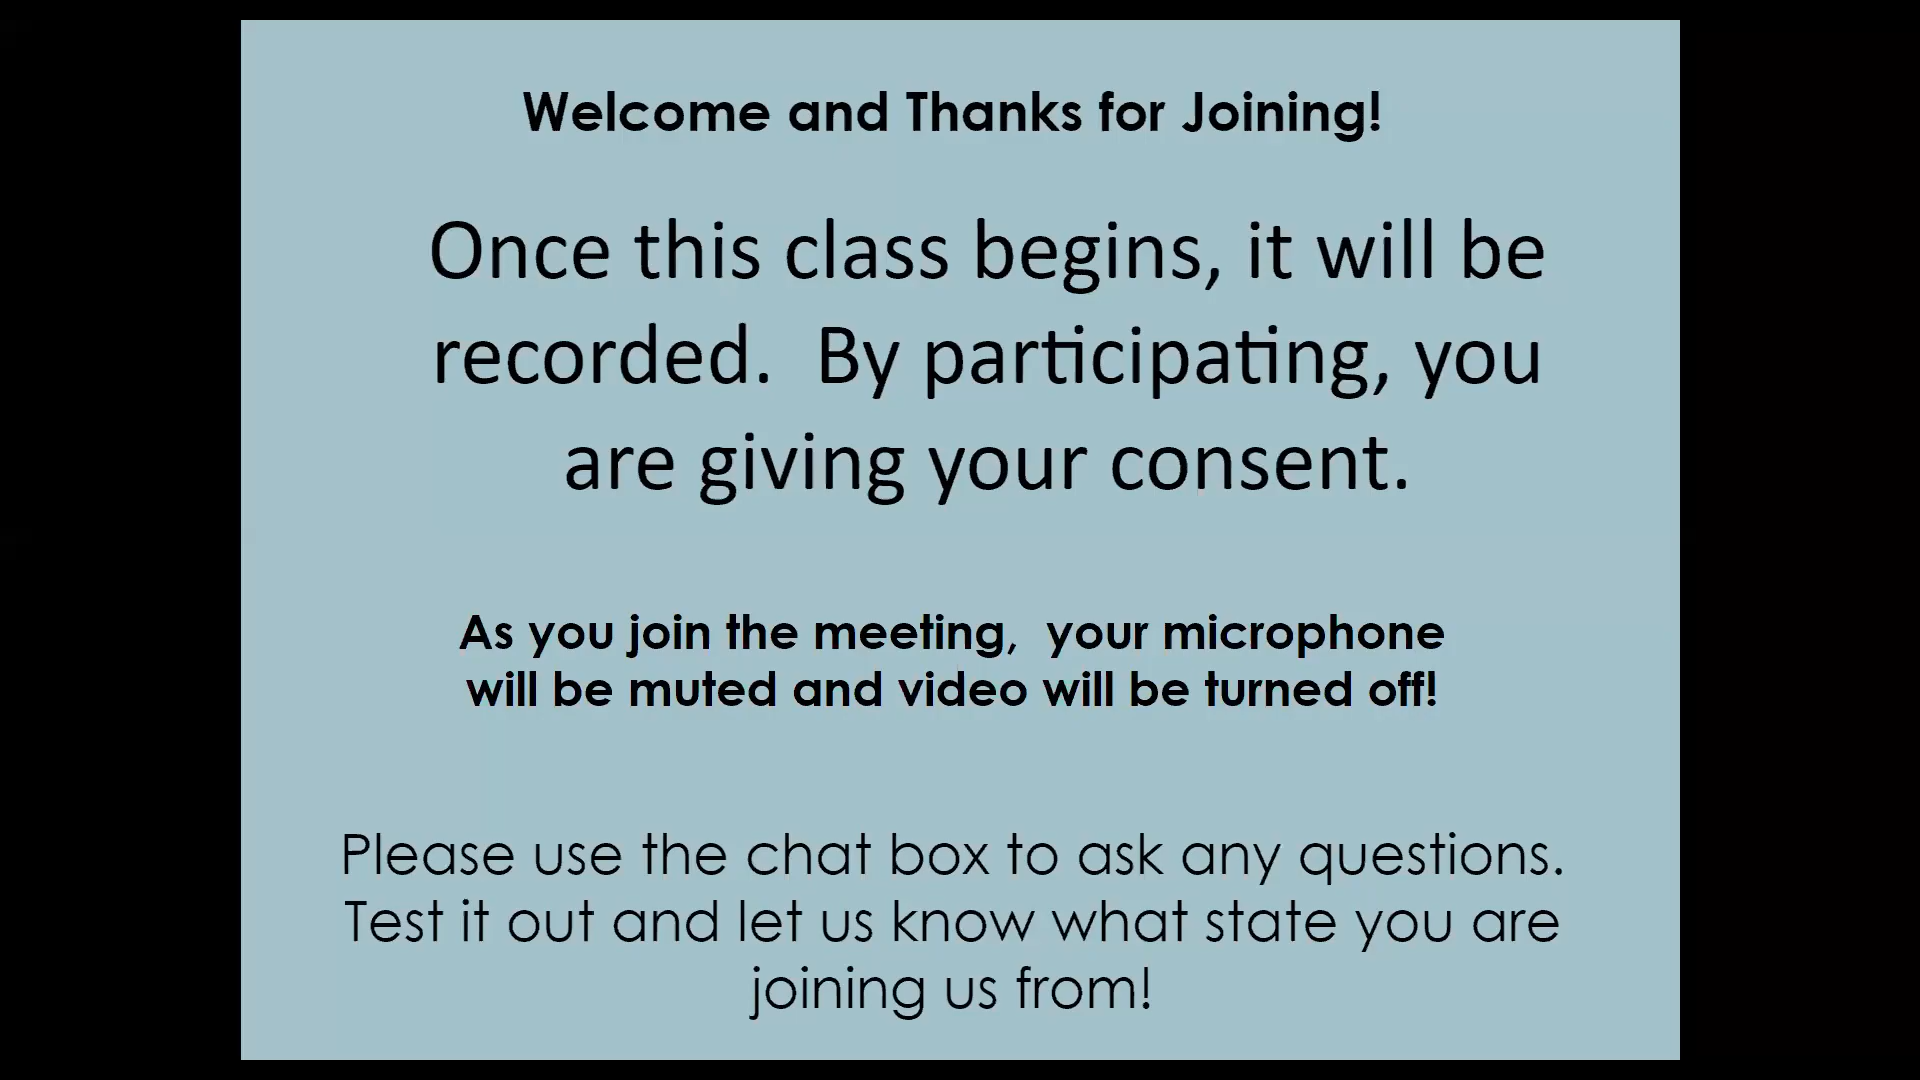 Welcome and Thanks for Joining!
Once this class begins, it will be
recorded.  By participating, you
are giving your consent.
As you join the meeting,  your microphone
will be muted and video will be turned off!
Please use the chat box to ask any questions.
Test it out and let us know what state you are
joining us from!